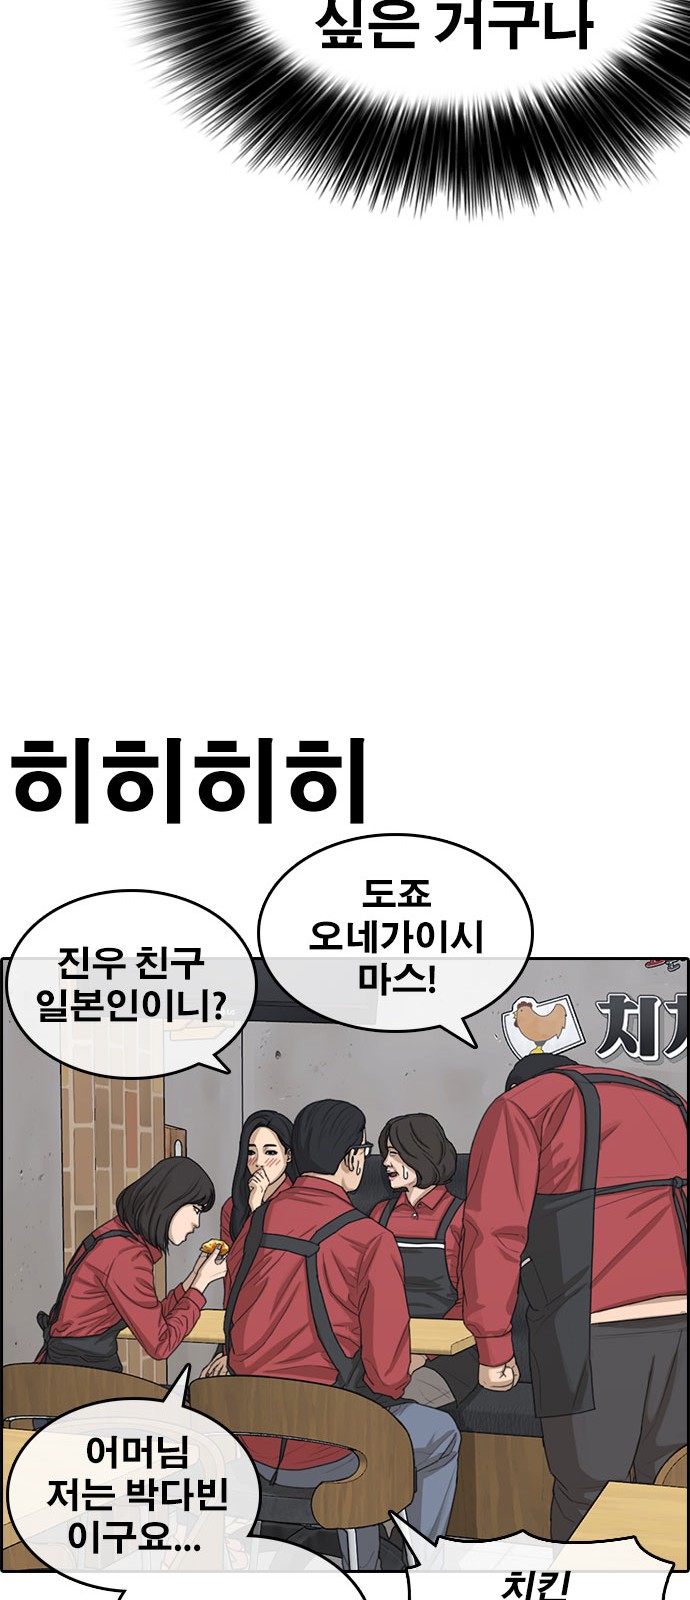 싶은 거구나
히히히히
도죠
오네가이시
마스!
진우 친구
일본인이니?
어머님
저는 박다빈
이구요...
치킨